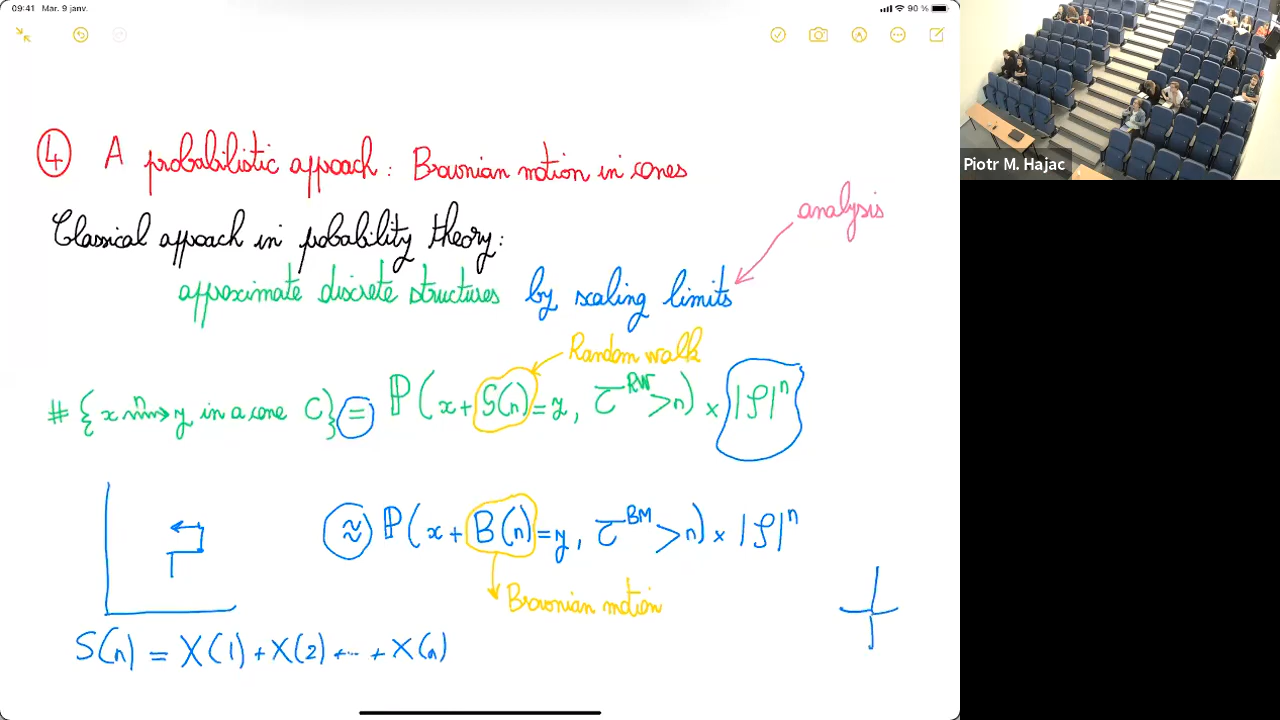 09:41 Mar. 9 janv.
90 %
④ A probabilistic approach: Brownian motion in cones
Classical approach in probability theory:
analysis
approximate discrete structures by scaling limits
Random walk
# { x ⇝ⁿ y in a cone C } = ℙ ( x + S(n) = y, τ^RW > n ) × |𝒮|ⁿ
≈ ℙ ( x + B(n) = y, τ^BM > n ) × |𝒮|ⁿ
Brownian motion
S(n) = X(1) + X(2) + ... + X(n)
Piotr M. Hajac